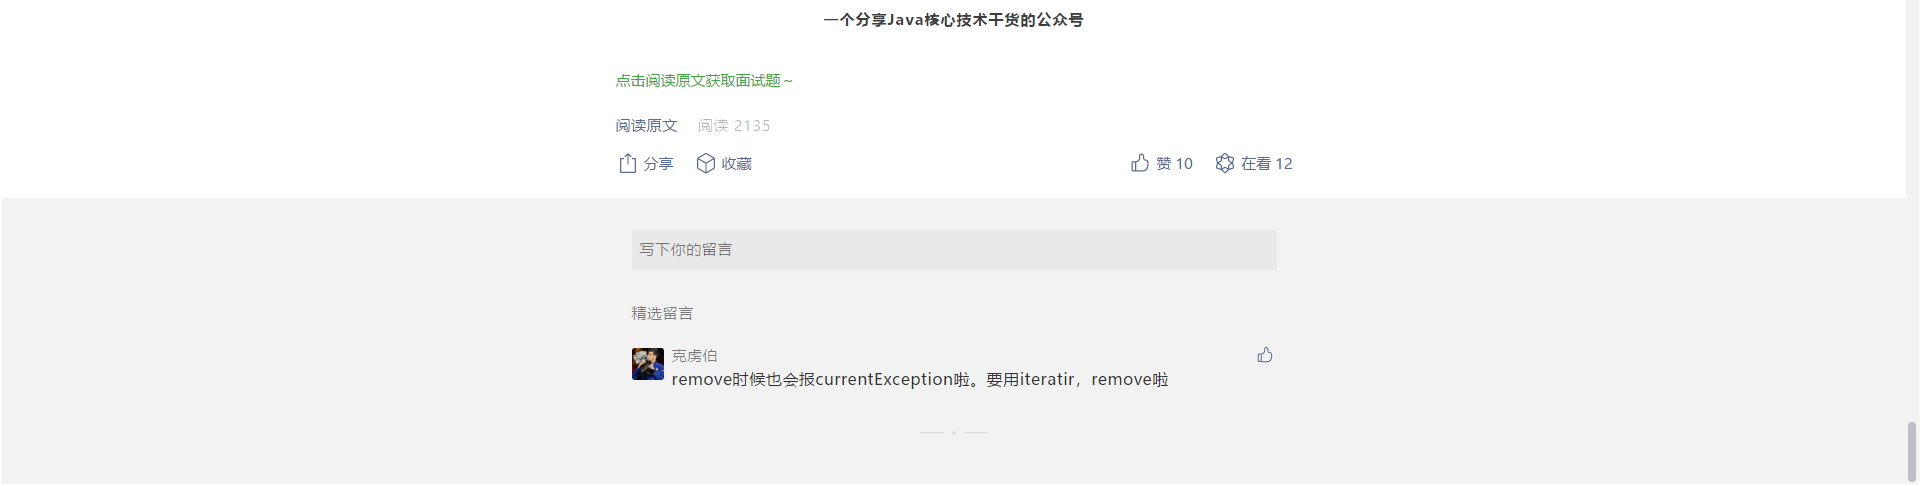 一个分享Java核心技术干货的公众号
点击阅读原文获取面试题～
阅读原文 阅读 2135
分享 收藏 赞 10 在看 12
写下你的留言
精选留言
克虏伯
remove时候也会报currentException啦。要用iteratir，remove啦